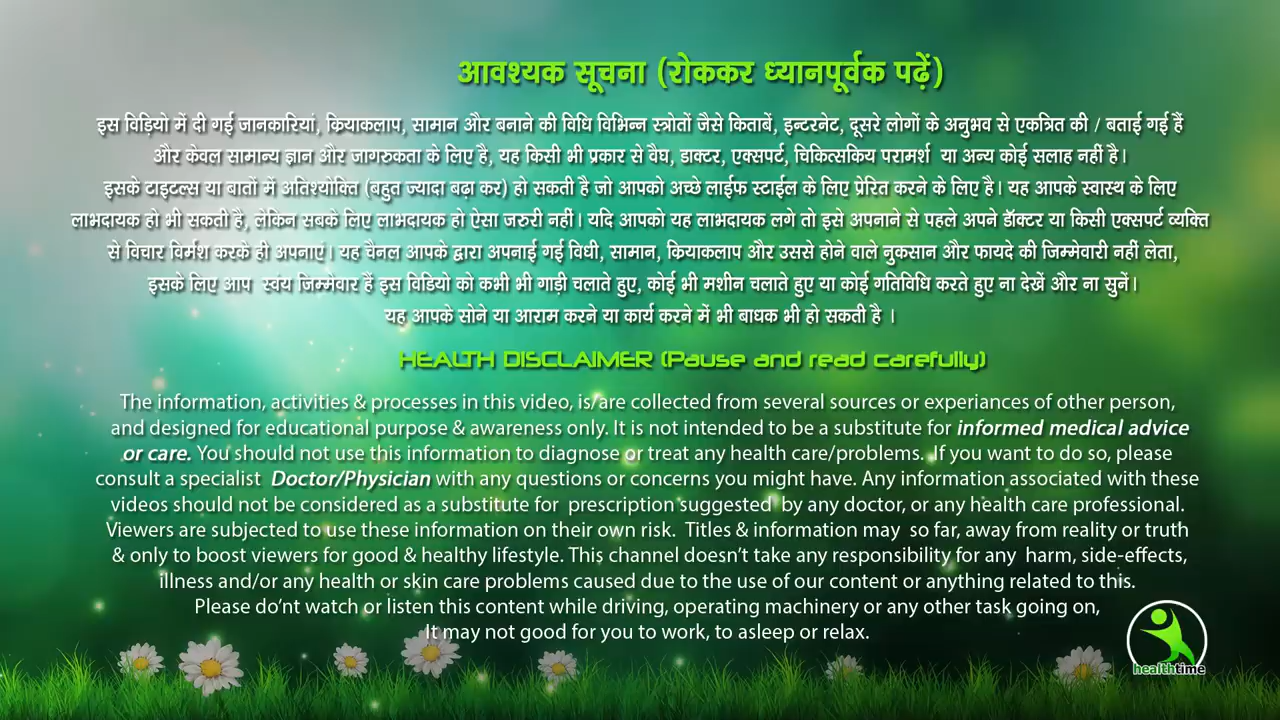 आवश्यक सूचना (रोककर ध्यानपूर्वक पढ़ें)
इस विड़ियो में दी गई जानकारियां, क्रियाकलाप, सामान और बनाने की विधि विभिन्न स्त्रोतों जैसे किताबें, इन्टरनेट, दूसरे लोगों के अनुभव से एकत्रित की / बताई गई हैं
और केवल सामान्य ज्ञान और जागरुकता के लिए है, यह किसी भी प्रकार से वैघ, डाक्टर, एक्सपर्ट, चिकित्सकिय परामर्श या अन्य कोई सलाह नहीं है।
इसके टाइटल्स या बातों में अतिश्योक्ति (बहुत ज्यादा बढ़ा कर) हो सकती है जो आपको अच्छे लाईफ स्टाईल के लिए प्रेरित करने के लिए है। यह आपके स्वास्थ के लिए
लाभदायक हो भी सकती है, लेकिन सबके लिए लाभदायक हो ऐसा जरुरी नहीं। यदि आपको यह लाभदायक लगे तो इसे अपनाने से पहले अपने डॉक्टर या किसी एक्सपर्ट व्यक्ति
से विचार विर्मश करके ही अपनाएं। यह चैनल आपके द्वारा अपनाई गई विधी, सामान, क्रियाकलाप और उससे होने वाले नुकसान और फायदे की जिम्मेवारी नहीं लेता,
इसके लिए आप स्वंय जिम्मेवार हैं इस विडियो को कभी भी गाड़ी चलाते हुए, कोई भी मशीन चलाते हुए या कोई गतिविधि करते हुए ना देखें और ना सुनें।
यह आपके सोने या आराम करने या कार्य करने में भी बाधक भी हो सकती है ।
HEALTH DISCLAIMER (Pause and read carefully)
The information, activities & processes in this video, is/are collected from several sources or experiances of other person,
and designed for educational purpose & awareness only. It is not intended to be a substitute for informed medical advice
or care. You should not use this information to diagnose or treat any health care/problems. If you want to do so, please
consult a specialist Doctor/Physician with any questions or concerns you might have. Any information associated with these
videos should not be considered as a substitute for prescription suggested by any doctor, or any health care professional.
Viewers are subjected to use these information on their own risk. Titles & information may so far, away from reality or truth
& only to boost viewers for good & healthy lifestyle. This channel doesn't take any responsibility for any harm, side-effects,
illness and/or any health or skin care problems caused due to the use of our content or anything related to this.
Please do'nt watch or listen this content while driving, operating machinery or any other task going on,
It may not good for you to work, to asleep or relax.
healthtime